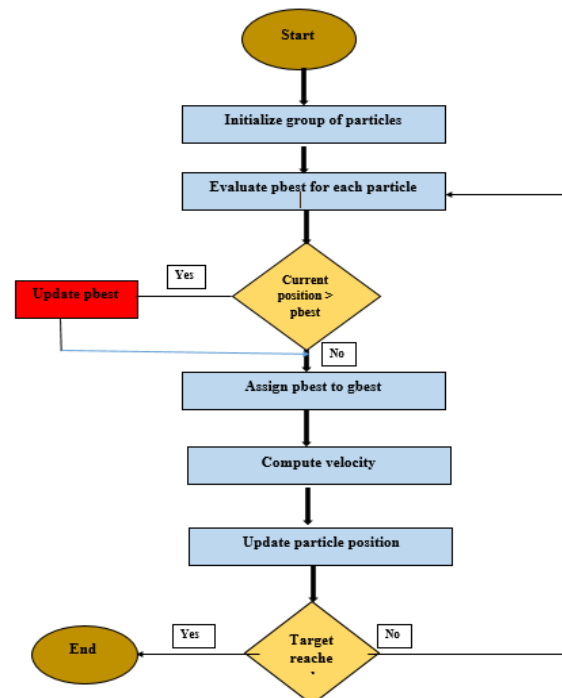 Start
Initialize group of particles
Evaluate pbest for each particle
Yes
Current
position >
pbest
Update pbest
No
Assign pbest to gbest
Compute velocity
Update particle position
Yes
No
End
Target
reache